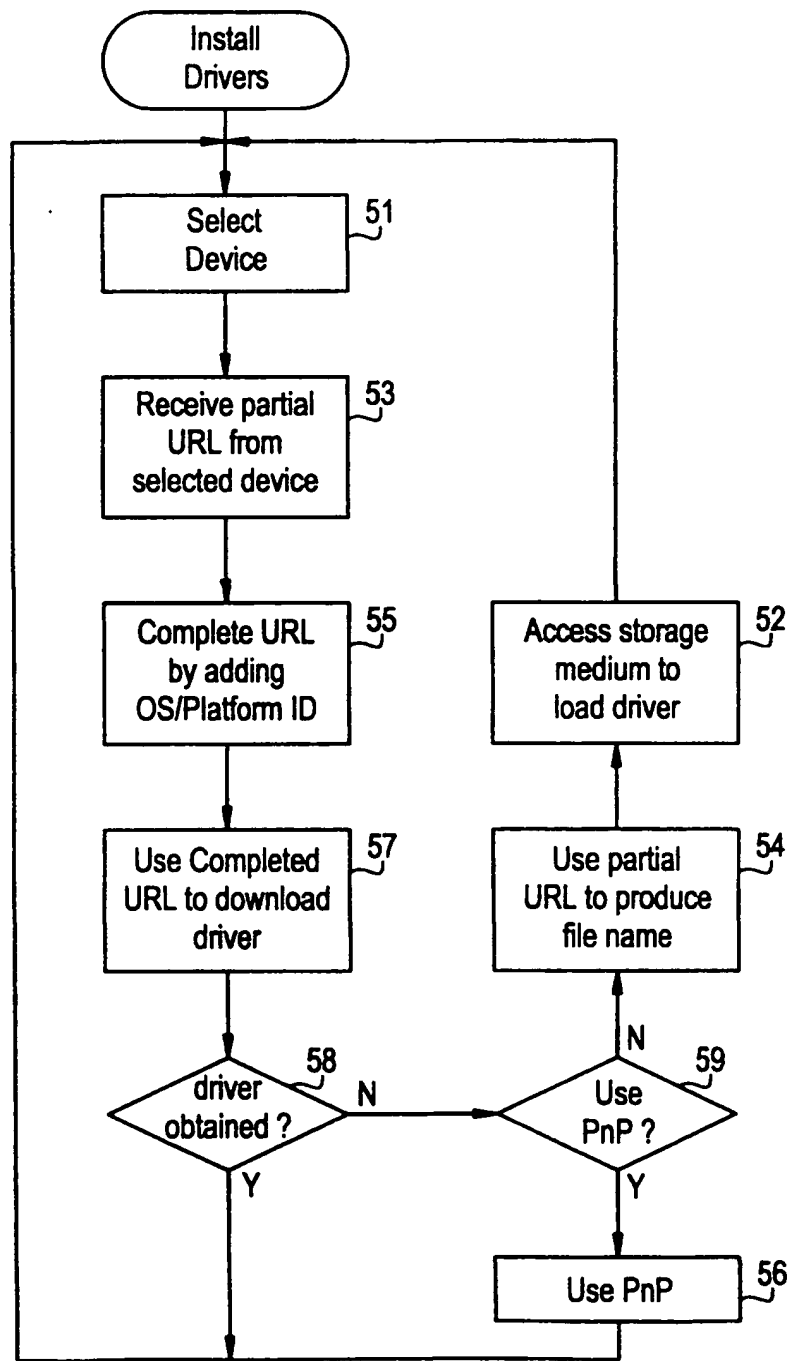 Install
Drivers
Select
Device
51
Receive partial
URL from
selected device
53
Complete URL
by adding
OS/Platform ID
55
Access storage
medium to
load driver
52
Use Completed
URL to download
driver
57
Use partial
URL to produce
file name
54
driver
obtained ?
58
N
Y
Use
PnP ?
59
N
Y
Use PnP
56